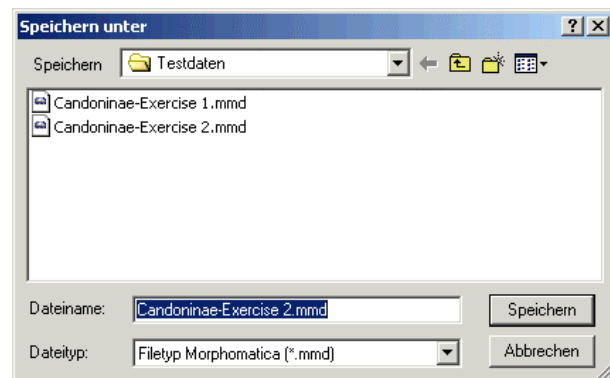 Speichern unter
Speichern Testdaten
Candoninae-Exercise 1.mmd
Candoninae-Exercise 2.mmd
Dateiname: Candoninae-Exercise 2.mmd Speichern
Dateityp: Filetyp Morphomatica (*.mmd) Abbrechen